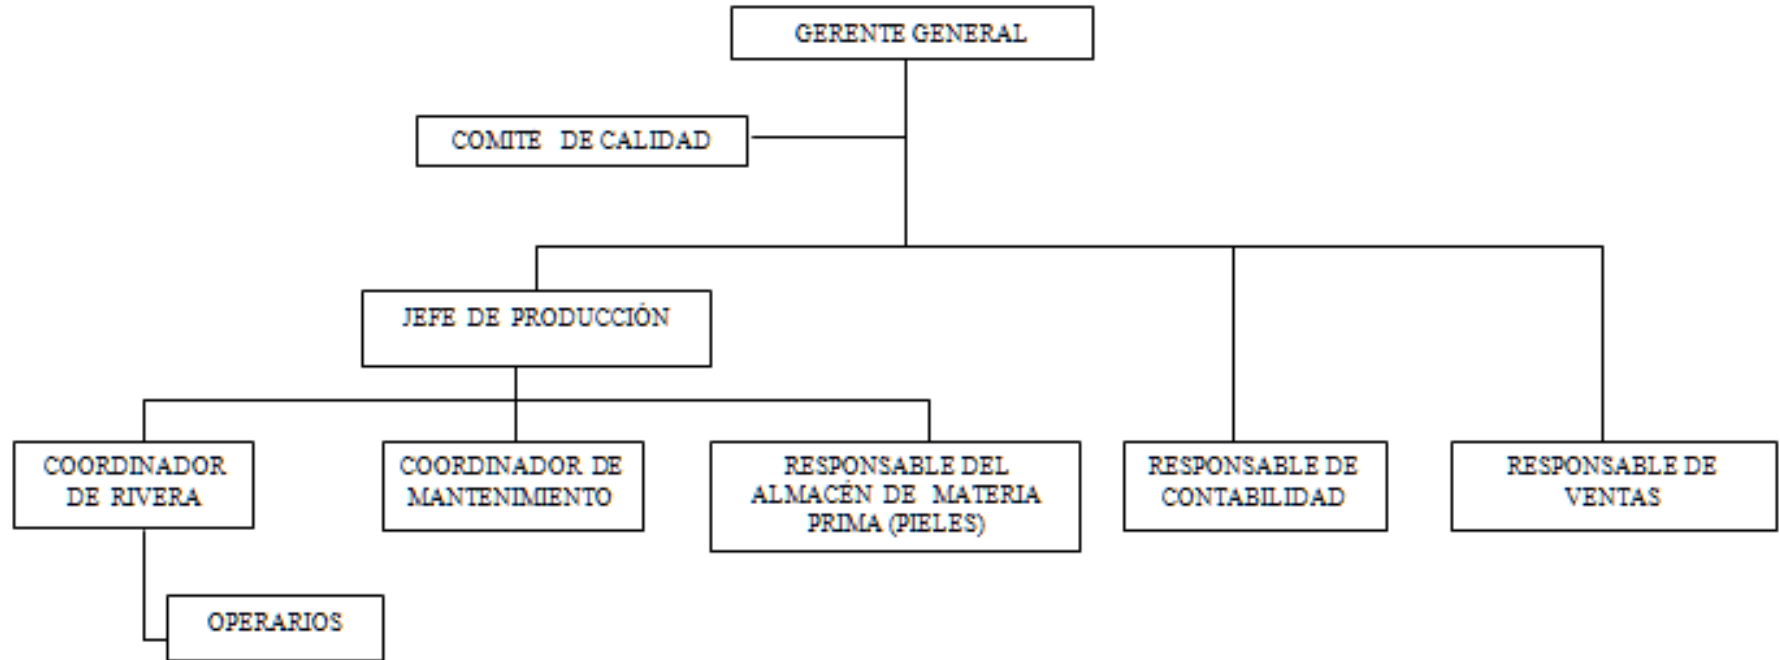 GERENTE GENERAL
COMITE DE CALIDAD
JEFE DE PRODUCCIÓN
COORDINADOR
DE RIVERA
COORDINADOR DE
MANTENIMIENTO
RESPONSABLE DEL
ALMACÉN DE MATERIA
PRIMA (PIELES)
RESPONSABLE DE
CONTABILIDAD
RESPONSABLE DE
VENTAS
OPERARIOS